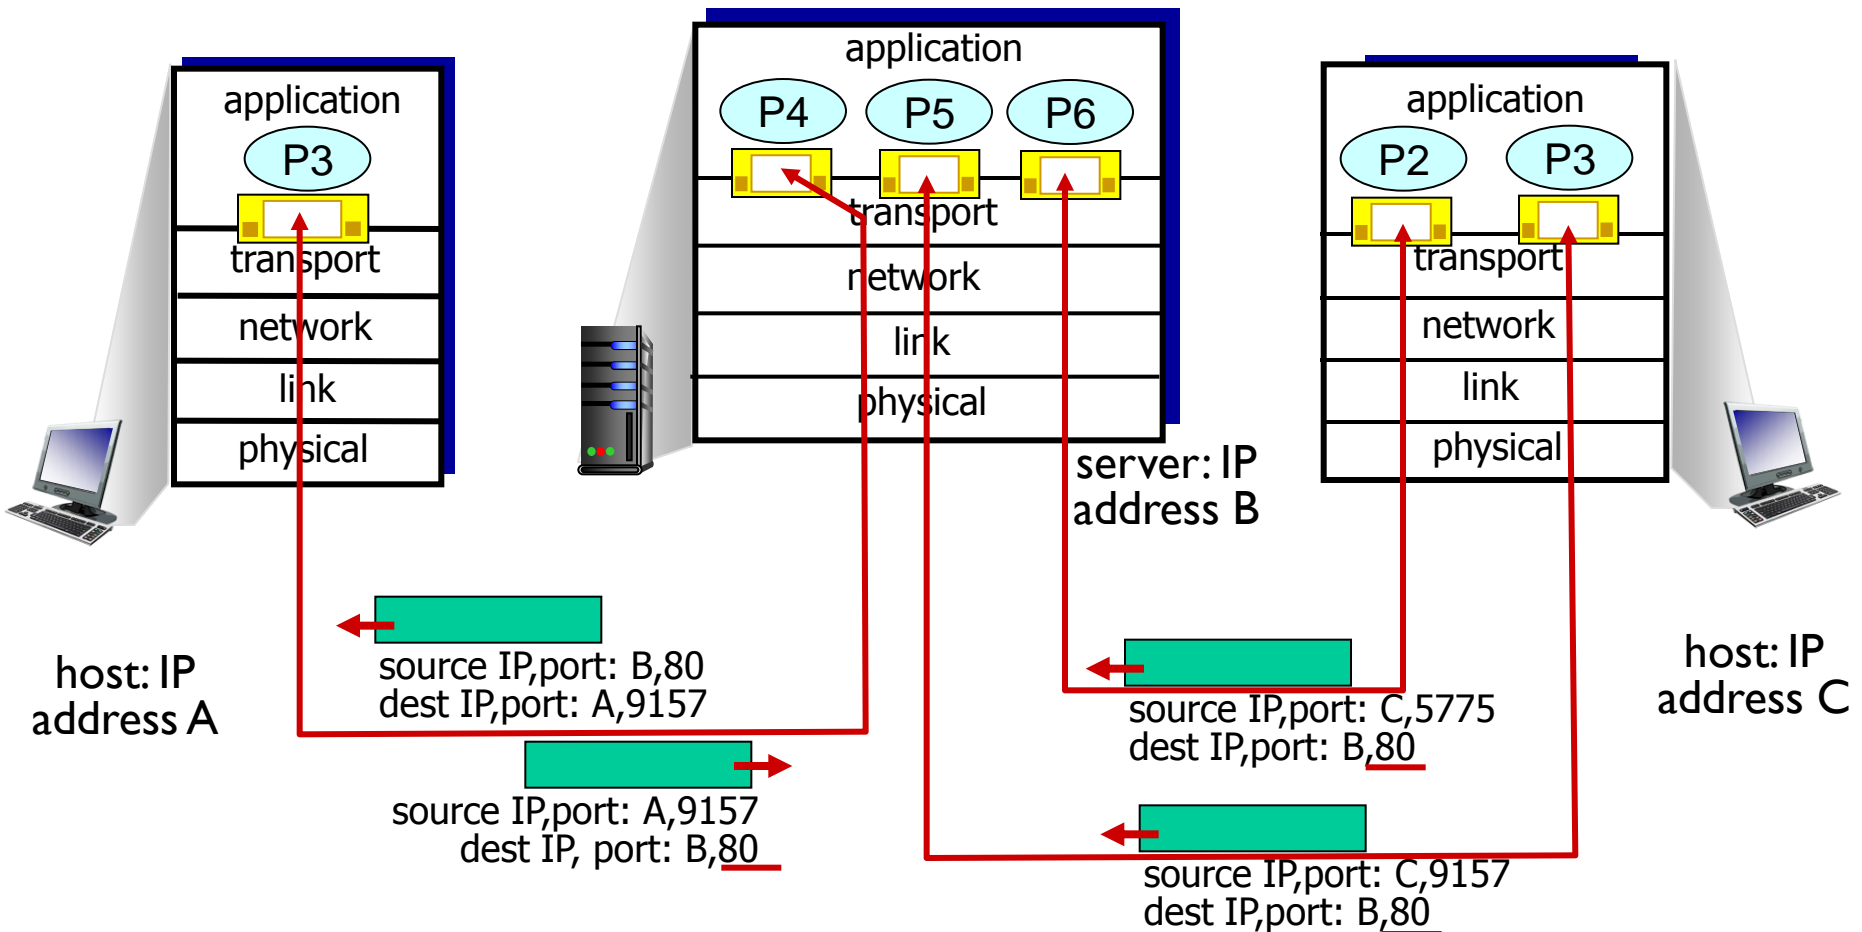 application
P3
transport
network
link
physical
host: IP
address A
application
P4 P5 P6
transport
network
link
physical
server: IP
address B
application
P2 P3
transport
network
link
physical
host: IP
address C
source IP,port: B,80
dest IP,port: A,9157
source IP,port: A,9157
dest IP, port: B,80
source IP,port: C,5775
dest IP,port: B,80
source IP,port: C,9157
dest IP,port: B,80